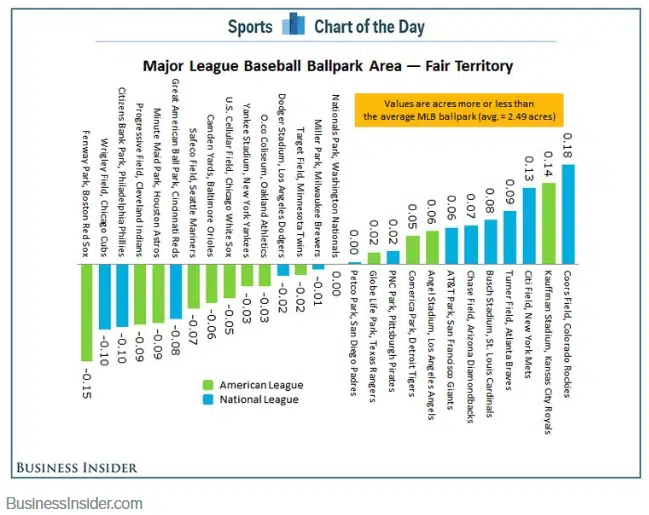 Sports Chart of the Day
Major League Baseball Ballpark Area — Fair Territory
Values are acres more or less
than the average MLB ballpark (avg. = 2.49 acres)
Fenway Park, Boston Red Sox
-0.15
Wrigley Field, Chicago Cubs
-0.10
Citizens Bank Park, Philadelphia Phillies
-0.10
Progressive Field, Cleveland Indians
-0.09
Minute Maid Park, Houston Astros
-0.09
Great American Ball Park, Cincinnati Reds
-0.08
Safeco Field, Seattle Mariners
-0.07
Camden Yards, Baltimore Orioles
-0.06
U.S. Cellular Field, Chicago White Sox
-0.05
Yankee Stadium, New York Yankees
-0.03
O.co Coliseum, Oakland Athletics
-0.03
Dodger Stadium, Los Angeles Dodgers
-0.02
Target Field, Minnesota Twins
-0.02
Miller Park, Milwaukee Brewers
-0.01
Nationals Park, Washington Nationals
0.00
0.00
Petco Park, San Diego Padres
0.02
Globe Life Park, Texas Rangers
0.02
PNC Park, Pittsburgh Pirates
0.05
Comerica Park, Detroit Tigers
0.06
Angel Stadium, Los Angeles Angels
0.06
AT&T Park, San Francisco Giants
0.07
Chase Field, Arizona Diamondbacks
0.08
Busch Stadium, St. Louis Cardinals
0.09
Turner Field, Atlanta Braves
0.13
Citi Field, New York Mets
0.14
Kauffman Stadium, Kansas City Royals
0.18
Coors Field, Colorado Rockies
American League
National League
BUSINESS INSIDER
BusinessInsider.com